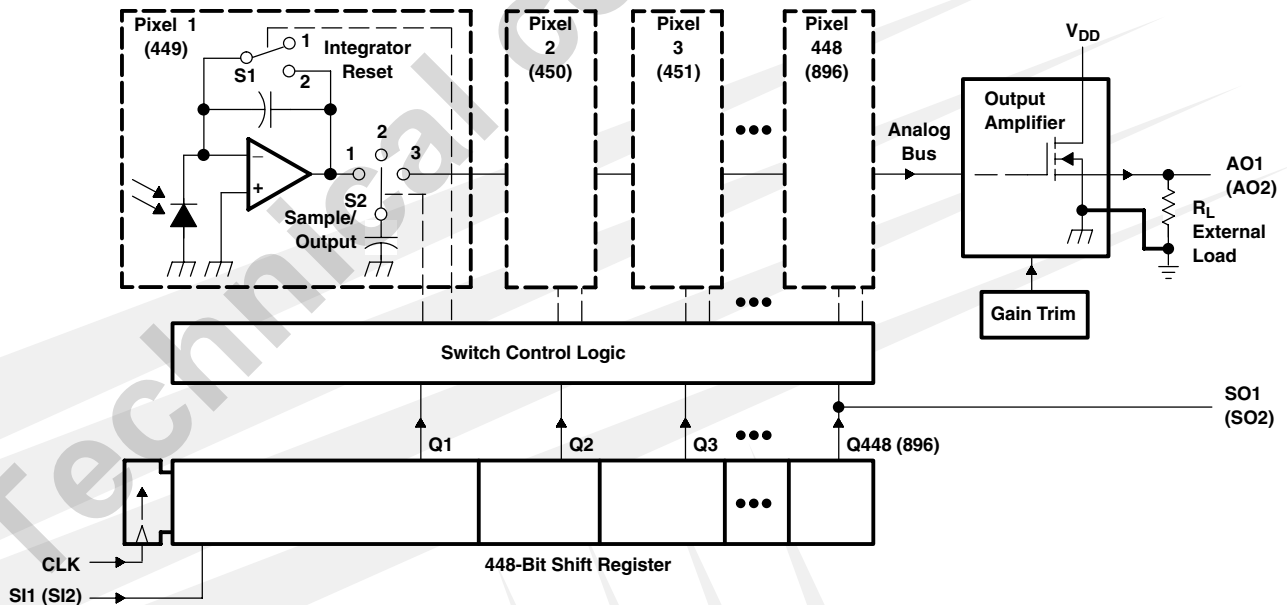 Pixel 1
(449)
1
Integrator
Reset
S1
2
−
+
1
2
3
S2
Sample/
Output
Pixel
2
(450)
Pixel
3
(451)
Pixel
448
(896)
Analog
Bus
VDD
Output
Amplifier
AO1
(AO2)
RL
External
Load
Gain Trim
Switch Control Logic
SO1
(SO2)
Q1
Q2
Q3
Q448 (896)
CLK
SI1 (SI2)
448-Bit Shift Register
Technical co